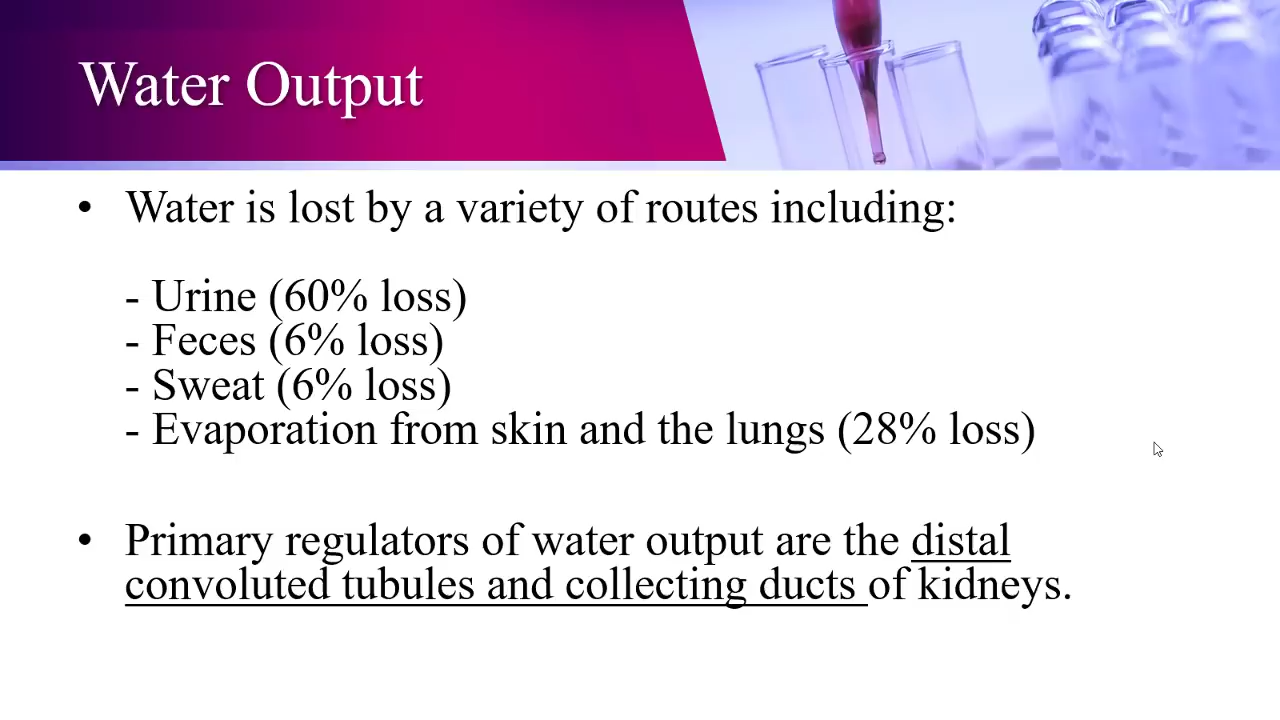 Water Output
• Water is lost by a variety of routes including:
- Urine (60% loss)
- Feces (6% loss)
- Sweat (6% loss)
- Evaporation from skin and the lungs (28% loss)
• Primary regulators of water output are the distal
convoluted tubules and collecting ducts of kidneys.